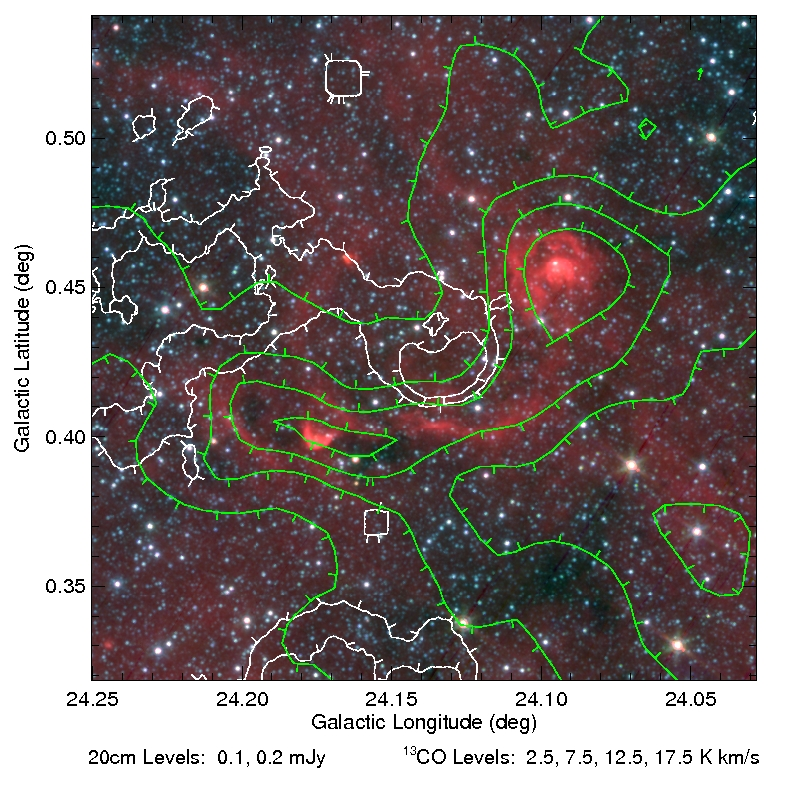 0.50
0.45
0.40
0.35
Galactic Latitude (deg)
24.25 24.20 24.15 24.10 24.05
Galactic Longitude (deg)
20cm Levels: 0.1, 0.2 mJy ¹³CO Levels: 2.5, 7.5, 12.5, 17.5 K km/s